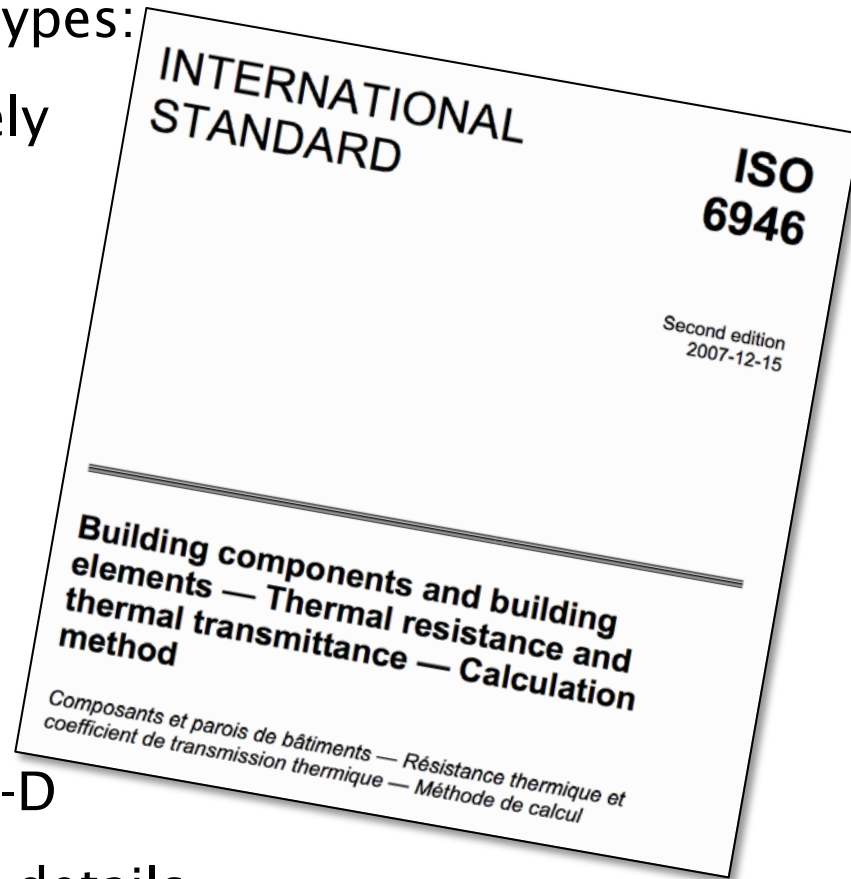 ypes:
ely
INTERNATIONAL
STANDARD
ISO
6946
Second edition
2007-12-15
Building components and building
elements — Thermal resistance and
thermal transmittance — Calculation
method
Composants et parois de bâtiments — Résistance thermique et
coefficient de transmission thermique — Méthode de calcul
-D
details